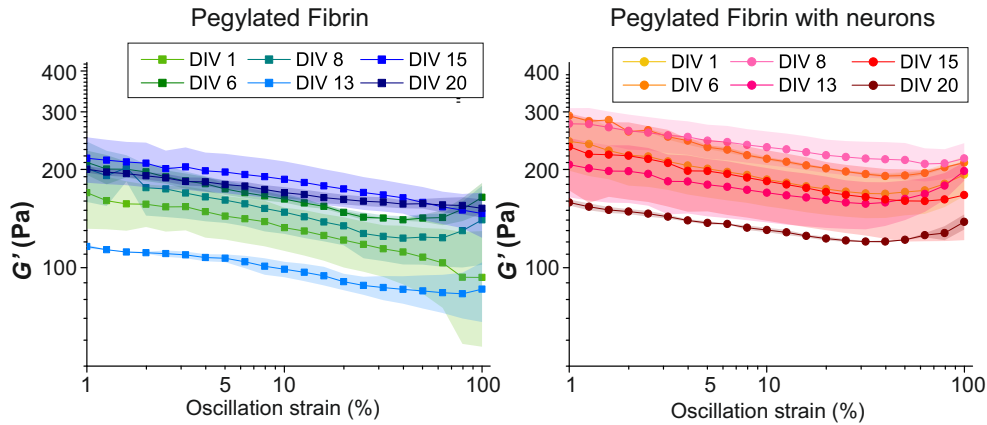 Pegylated Fibrin
DIV 1 DIV 8 DIV 15
DIV 6 DIV 13 DIV 20
400
300
200
100
G’ (Pa)
1 5 10 100
Oscillation strain (%)
Pegylated Fibrin with neurons
DIV 1 DIV 8 DIV 15
DIV 6 DIV 13 DIV 20
400
300
200
100
G’ (Pa)
1 5 10 100
Oscillation strain (%)